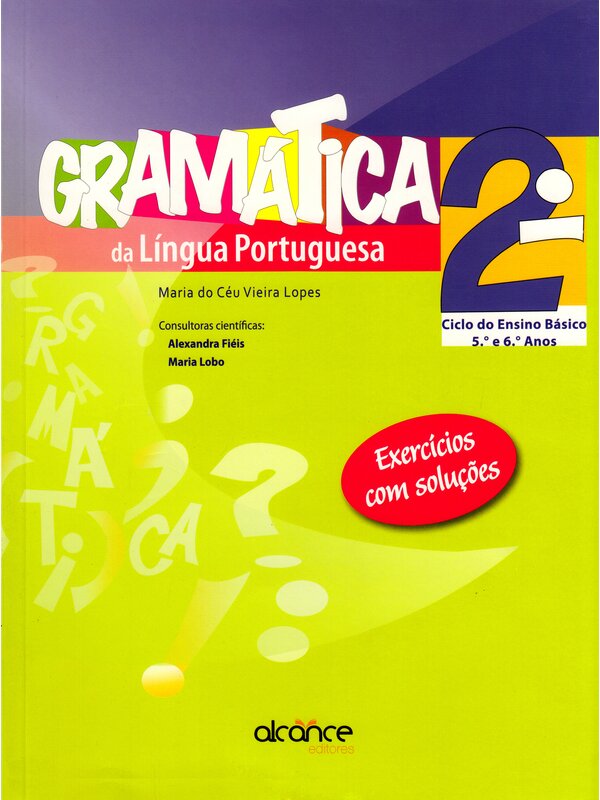 GRAMÁTICA
da Língua Portuguesa
2.º
Ciclo do Ensino Básico
5.º e 6.º Anos
Maria do Céu Vieira Lopes
Consultoras científicas:
Alexandra Fiéis
Maria Lobo
Exercícios
com soluções
?
GRAMÁTICA
alcance
editores